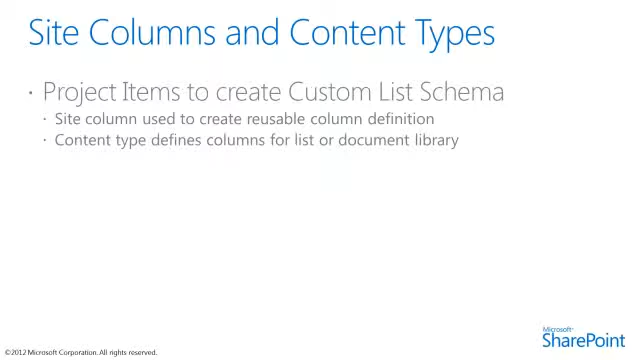 Site Columns and Content Types
• Project Items to create Custom List Schema
• Site column used to create reusable column definition
• Content type defines columns for list or document library
Microsoft®
SharePoint
©2012 Microsoft Corporation. All rights reserved.